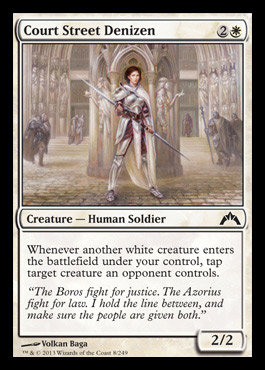 Court Street Denizen 2
Creature — Human Soldier
Whenever another white creature enters
the battlefield under your control, tap
target creature an opponent controls.
“The Boros fight for justice. The Azorius
fight for law. I hold the line between, and
make sure the people are given both.”
2/2
Volkan Baga
™ & © 2013 Wizards of the Coast 8/249